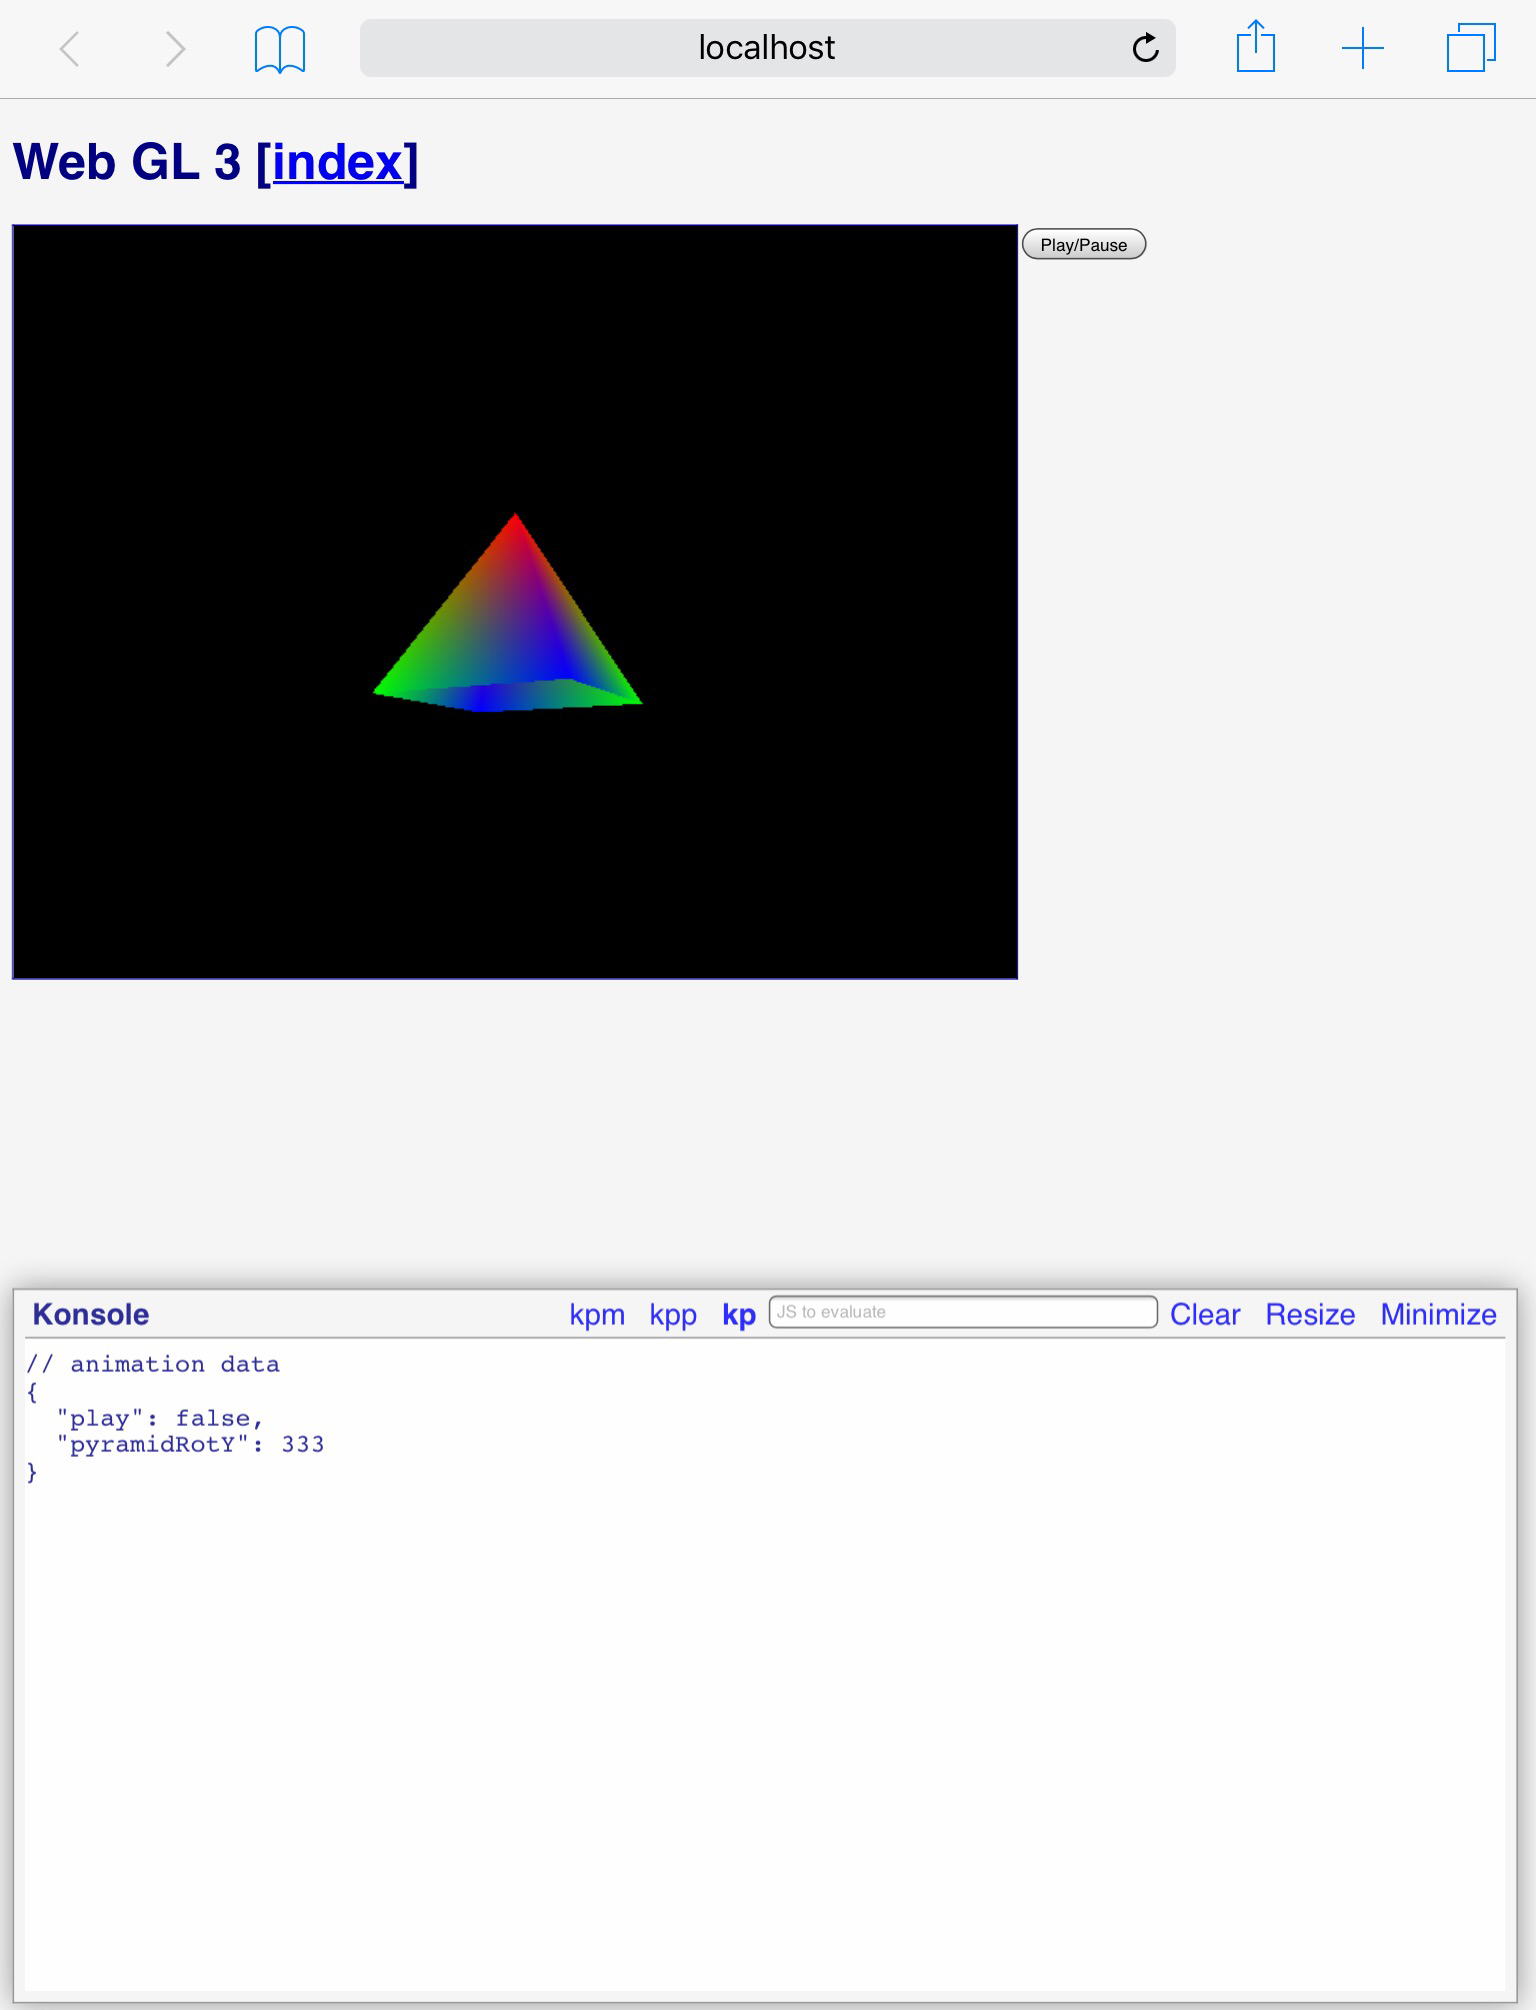 localhost
Web GL 3 [index]
Play/Pause
Konsole kpm kpp kp JS to evaluate Clear Resize Minimize
// animation data
{
  "play": false,
  "pyramidRotY": 333
}